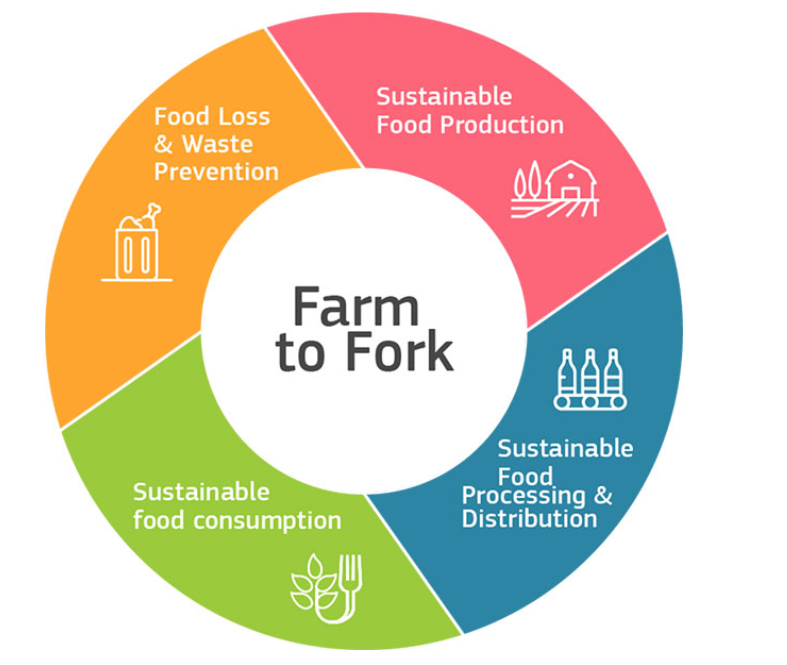 Sustainable
Food Production
Food Loss
& Waste
Prevention
Farm
to Fork
Sustainable
Food
Processing &
Distribution
Sustainable
food consumption